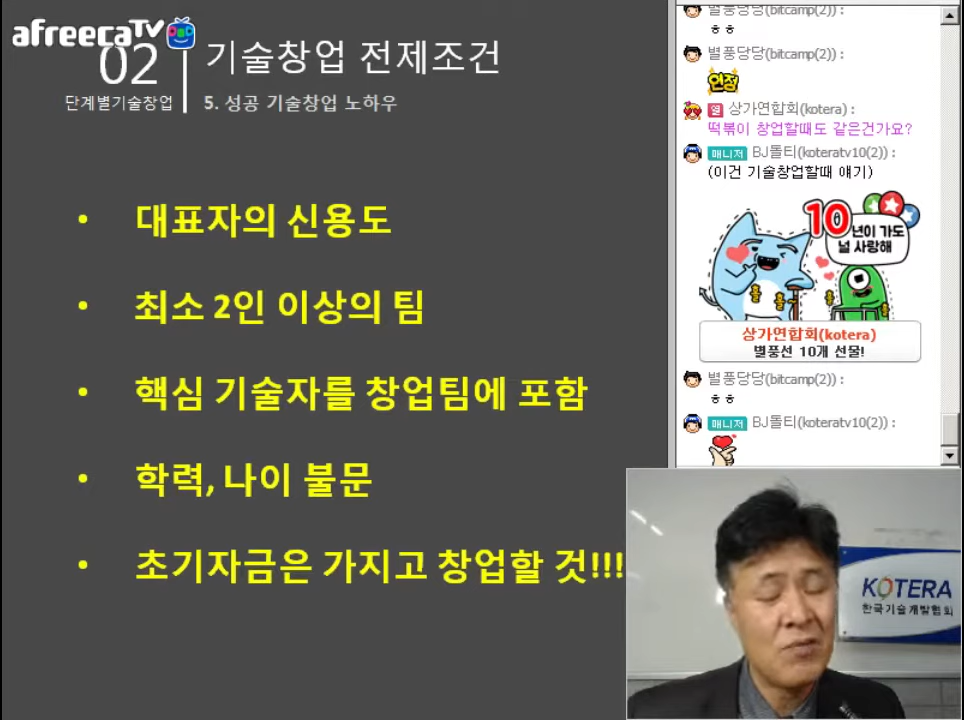 afreecaTV
02
단계별기술창업
기술창업 전제조건
5. 성공 기술창업 노하우
• 대표자의 신용도
• 최소 2인 이상의 팀
• 핵심 기술자를 창업팀에 포함
• 학력, 나이 불문
• 초기자금은 가지고 창업할 것!!!
별풍당당(bitcamp(2)) :
ㅎㅎ
별풍당당(bitcamp(2)) :
인정
열 상가연합회(kotera) :
떡볶이 창업할때도 같은건가요?
매니저 BJ돌티(koteratv10(2)) :
(이건 기술창업할때 얘기)
10년이 가도
널 사랑해
상가연합회(kotera)
별풍선 10개 선물!
별풍당당(bitcamp(2)) :
ㅎㅎ
매니저 BJ돌티(koteratv10(2)) :
KOTERA
한국기술개발협회